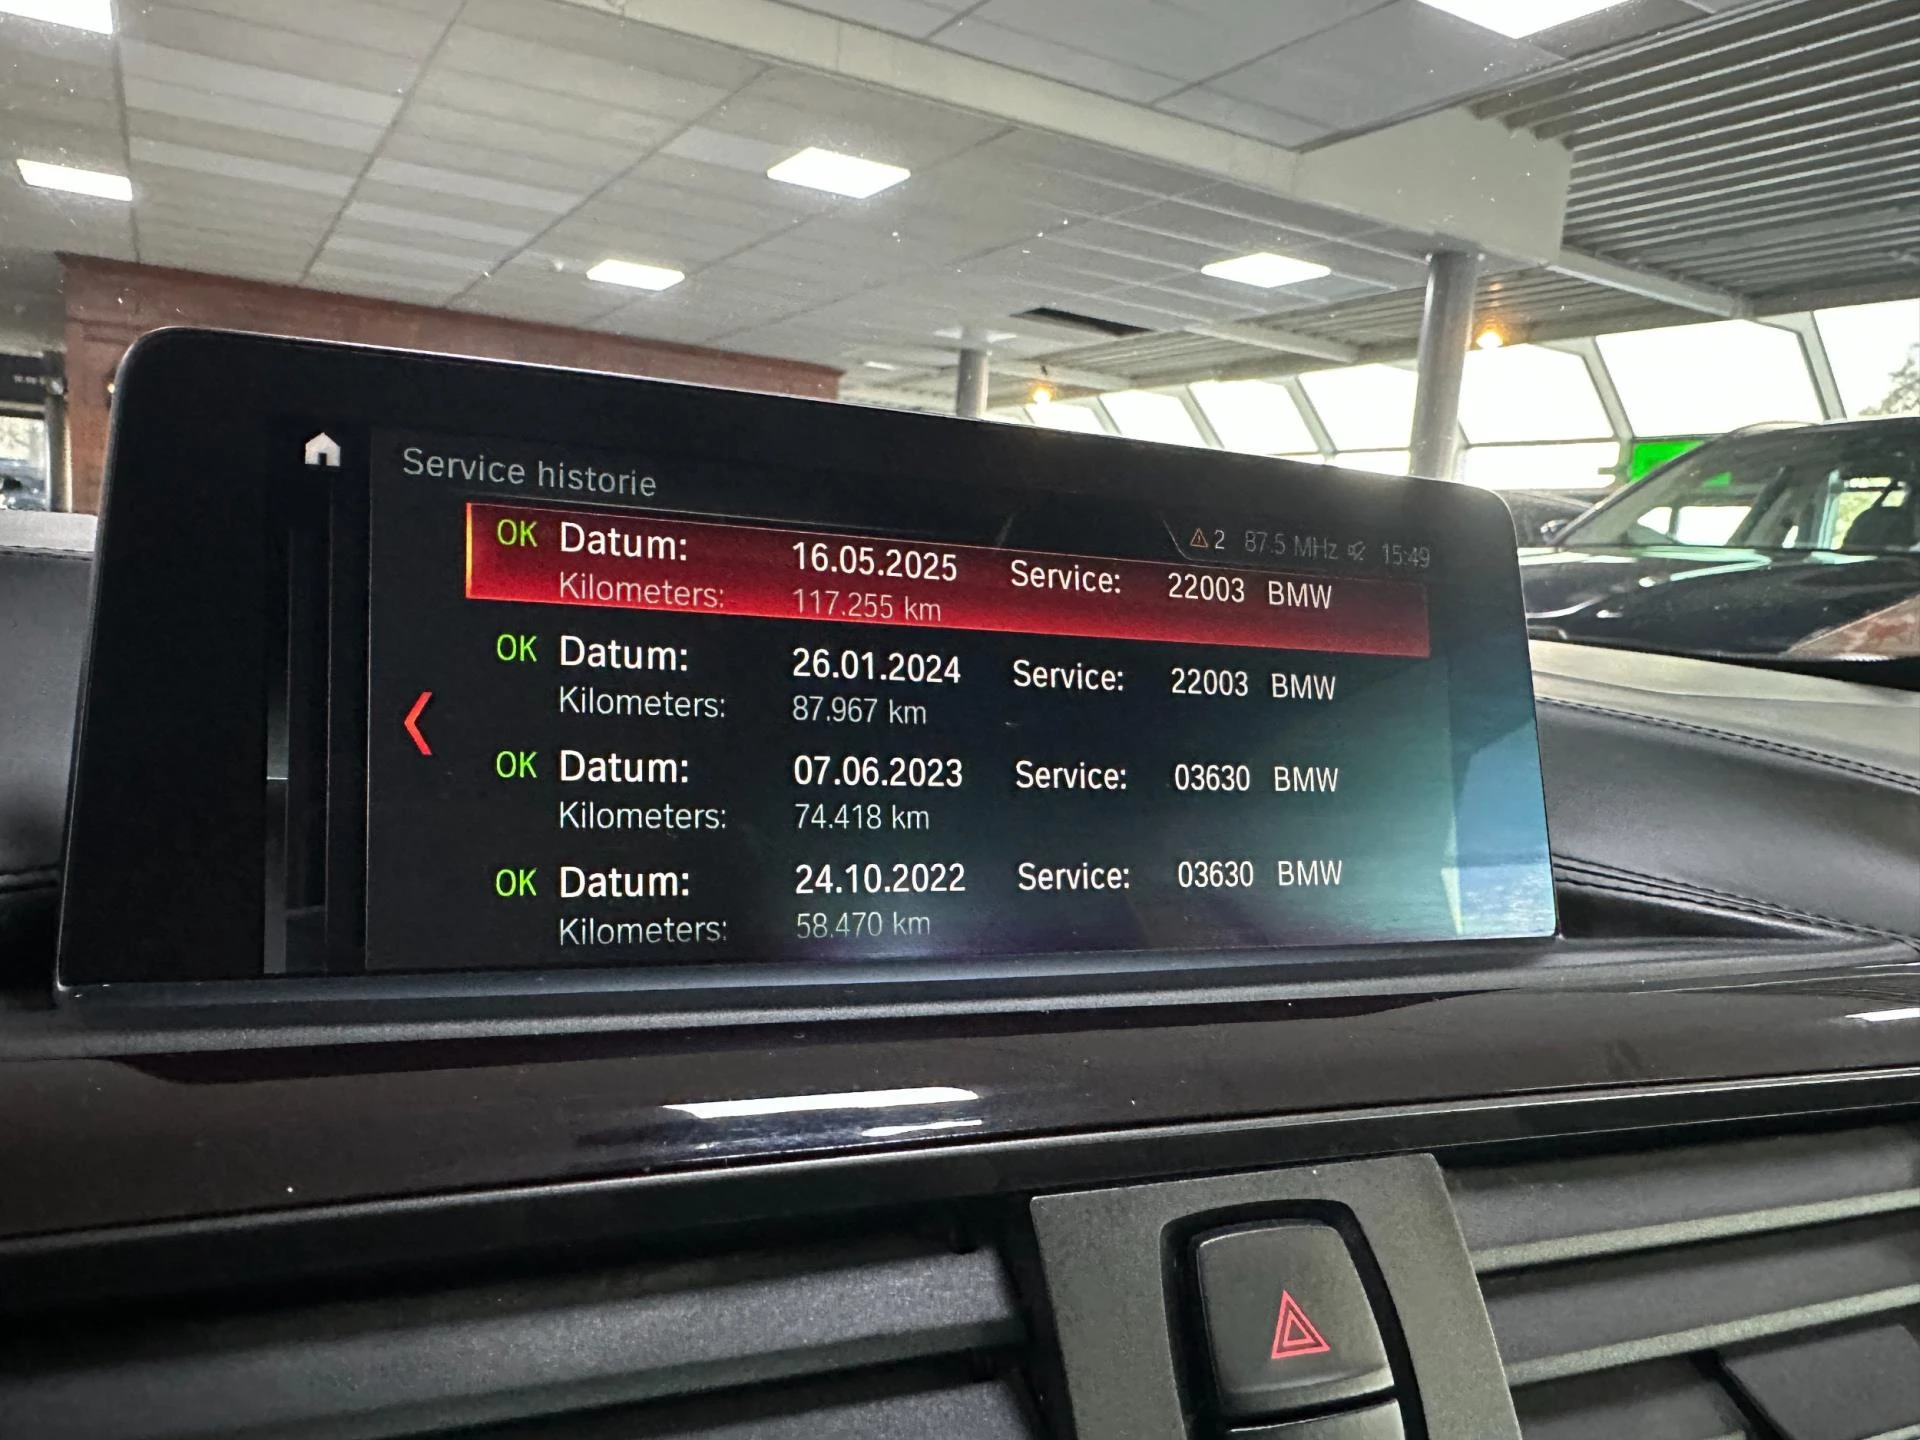 Service historie
2 87.5 MHz 15:49
OK Datum: 16.05.2025 Service: 22003 BMW
Kilometers: 117.255 km
OK Datum: 26.01.2024 Service: 22003 BMW
Kilometers: 87.967 km
OK Datum: 07.06.2023 Service: 03630 BMW
Kilometers: 74.418 km
OK Datum: 24.10.2022 Service: 03630 BMW
Kilometers: 58.470 km